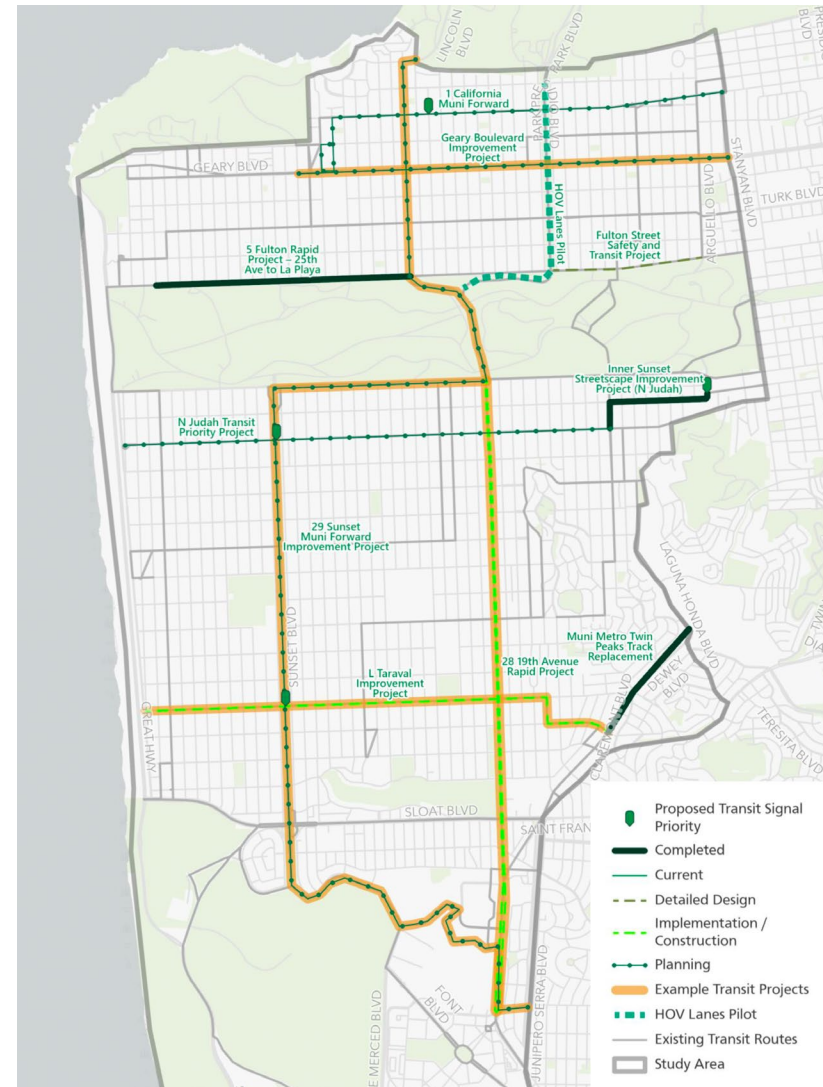 LINCOLN
BLVD
PARK BLVD
PRESIDIO
BLVD
1 California
Muni Forward
Geary Boulevard
Improvement
Project
GEARY BLVD
HOV Lanes Pilot
STANYAN BLVD
ARGUELLO BLVD
TURK BLVD
5 Fulton Rapid
Project – 25th
Ave to La Playa
Fulton Street
Safety and
Transit Project
Inner Sunset
Streetscape Improvement
Project (N Judah)
N Judah Transit
Priority Project
29 Sunset
Muni Forward
Improvement Project
SUNSET BLVD
LAGUNA HONDA BLVD
Muni Metro Twin
Peaks Track
Replacement
28 19th Avenue
Rapid Project
L Taraval
Improvement
Project
DEWEY
BLVD
CLAREMONT BLVD
TERESITA BLVD
GREAT HWY
SLOAT BLVD
SAINT FRAN
FONT
BLVD
E MERCED BLVD
JUNIPERO SERRA BLVD
Proposed Transit Signal
Priority
Completed
Current
Detailed Design
Implementation /
Construction
Planning
Example Transit Projects
HOV Lanes Pilot
Existing Transit Routes
Study Area